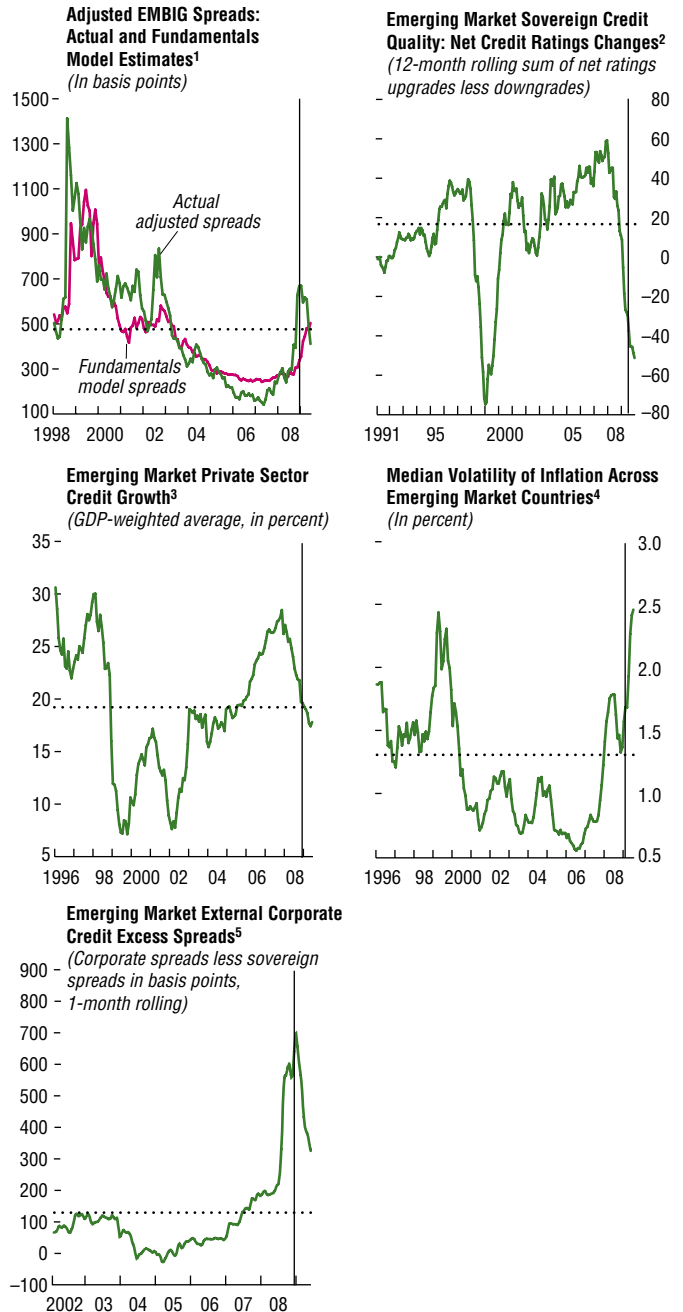 Adjusted EMBIG Spreads:
Actual and Fundamentals
Model Estimates1
(In basis points)
1500
1300
1100
900
700
500
300
100
Actual
adjusted spreads
Fundamentals
model spreads
1998 2000 02 04 06 08
Emerging Market Sovereign Credit
Quality: Net Credit Ratings Changes2
(12-month rolling sum of net ratings
upgrades less downgrades)
80
60
40
20
0
–20
–40
–60
–80
1991 95 2000 05 08
Emerging Market Private Sector
Credit Growth3
(GDP-weighted average, in percent)
35
30
25
20
15
10
5
1996 98 2000 02 04 06 08
Median Volatility of Inflation Across
Emerging Market Countries4
(In percent)
3.0
2.5
2.0
1.5
1.0
0.5
1996 98 2000 02 04 06 08
Emerging Market External Corporate
Credit Excess Spreads5
(Corporate spreads less sovereign
spreads in basis points,
1-month rolling)
900
800
700
600
500
400
300
200
100
0
–100
2002 03 04 05 06 07 08